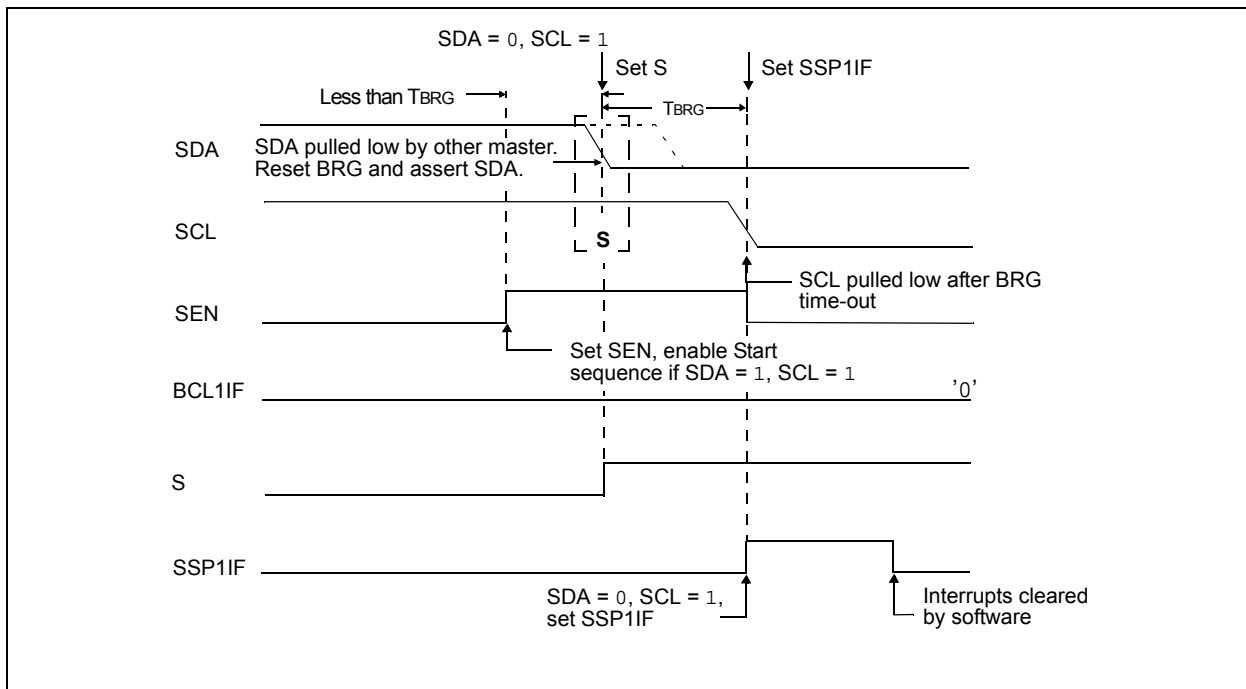 SDA = 0, SCL = 1
Set S
Set SSP1IF
Less than TBRG
TBRG
SDA
SDA pulled low by other master.
Reset BRG and assert SDA.
SCL
S
SCL pulled low after BRG
time-out
SEN
Set SEN, enable Start
sequence if SDA = 1, SCL = 1
BCL1IF
'0'
S
SSP1IF
SDA = 0, SCL = 1,
set SSP1IF
Interrupts cleared
by software